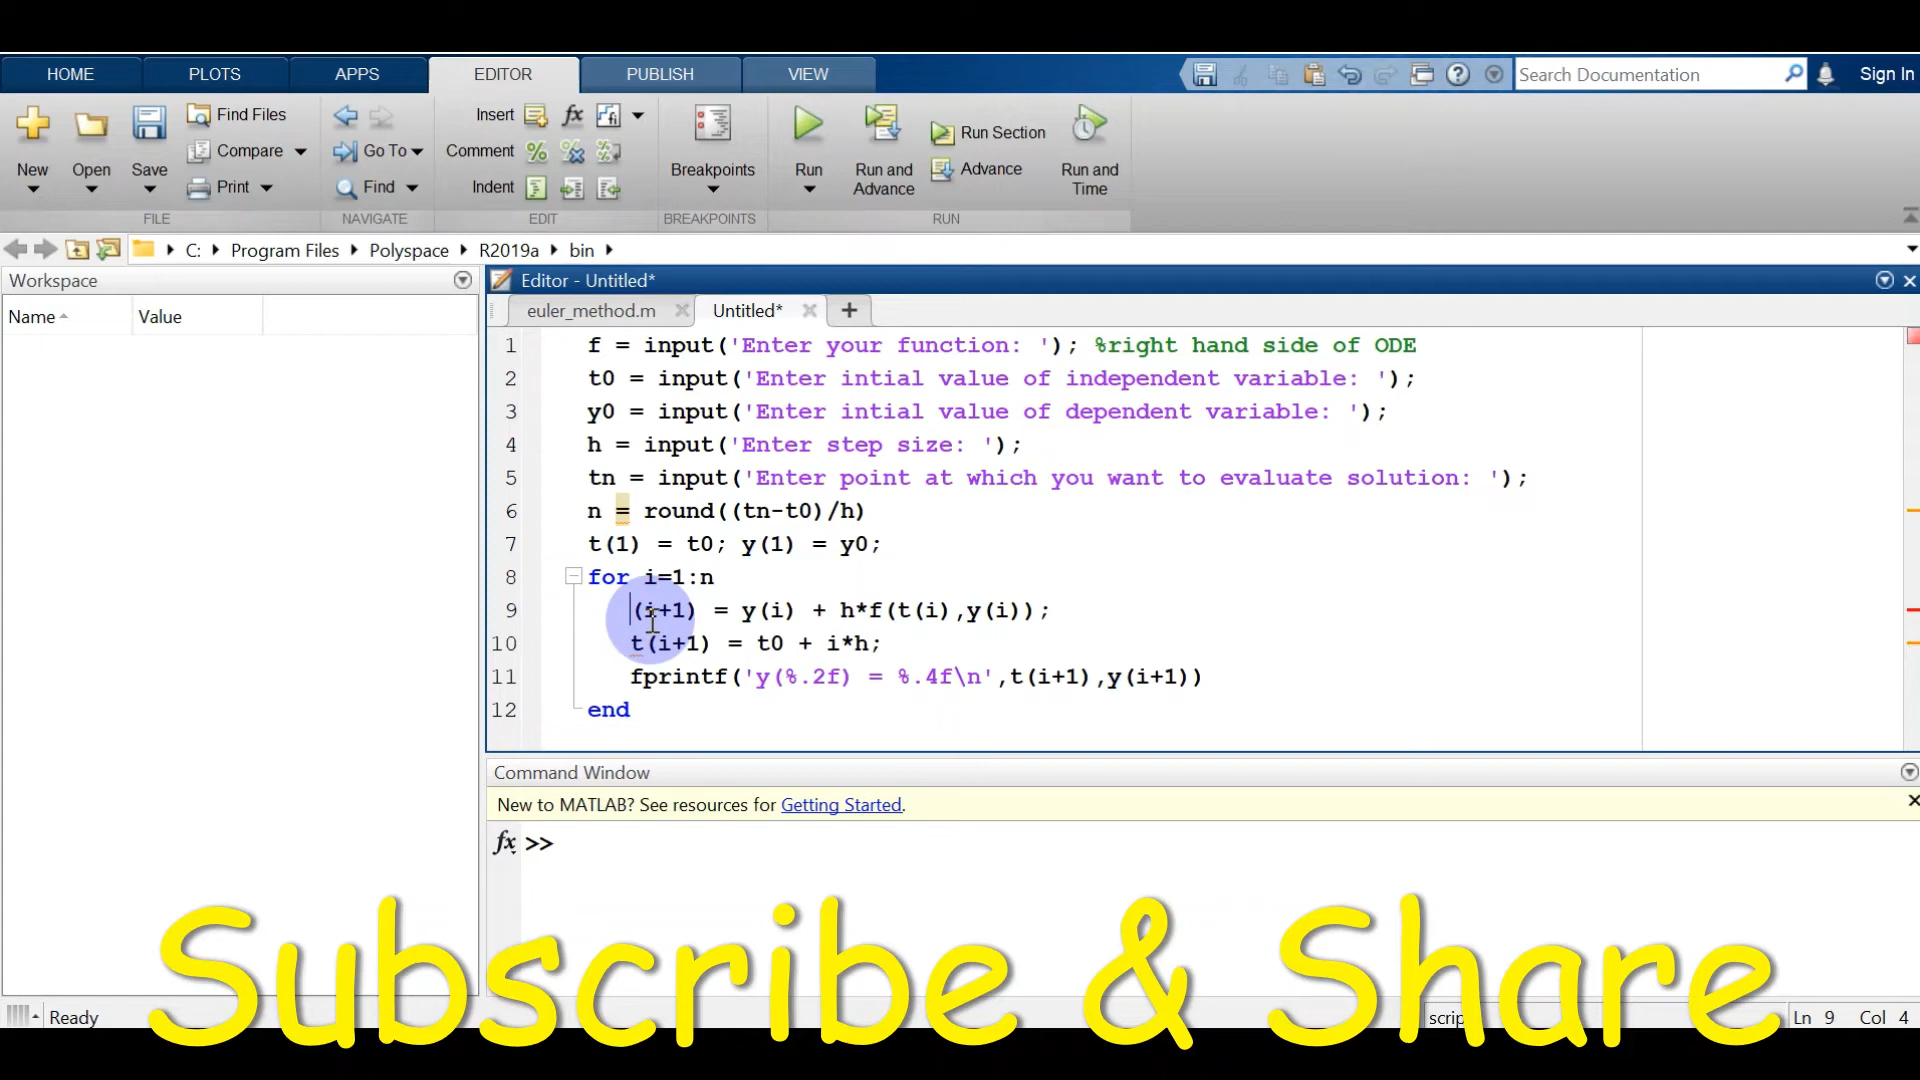 HOME PLOTS APPS EDITOR PUBLISH VIEW Search Documentation Sign In
New Open Save Find Files Compare Print
FILE
Go To Find
NAVIGATE
Insert fx fi
Comment
Indent
EDIT
Breakpoints
BREAKPOINTS
Run Run and Advance Run Section Advance Run and Time
RUN
C: Program Files Polyspace R2019a bin
Workspace
Name Value
Editor - Untitled*
euler_method.m Untitled* +
1 f = input('Enter your function: '); %right hand side of ODE
2 t0 = input('Enter intial value of independent variable: ');
3 y0 = input('Enter intial value of dependent variable: ');
4 h = input('Enter step size: ');
5 tn = input('Enter point at which you want to evaluate solution: ');
6 n = round((tn-t0)/h)
7 t(1) = t0; y(1) = y0;
8 for i=1:n
9 (i+1) = y(i) + h*f(t(i),y(i));
10 t(i+1) = t0 + i*h;
11 fprintf('y(%.2f) = %.4f\n',t(i+1),y(i+1))
12 end
Command Window
New to MATLAB? See resources for Getting Started.
fx >>
Subscribe & Share
Ready
Ln 9 Col 4